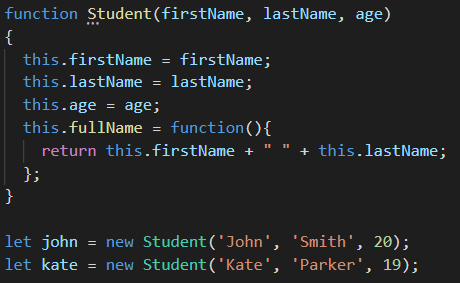 function Student(firstName, lastName, age)
{
  this.firstName = firstName;
  this.lastName = lastName;
  this.age = age;
  this.fullName = function(){
    return this.firstName + " " + this.lastName;
  };
}

let john = new Student('John', 'Smith', 20);
let kate = new Student('Kate', 'Parker', 19);